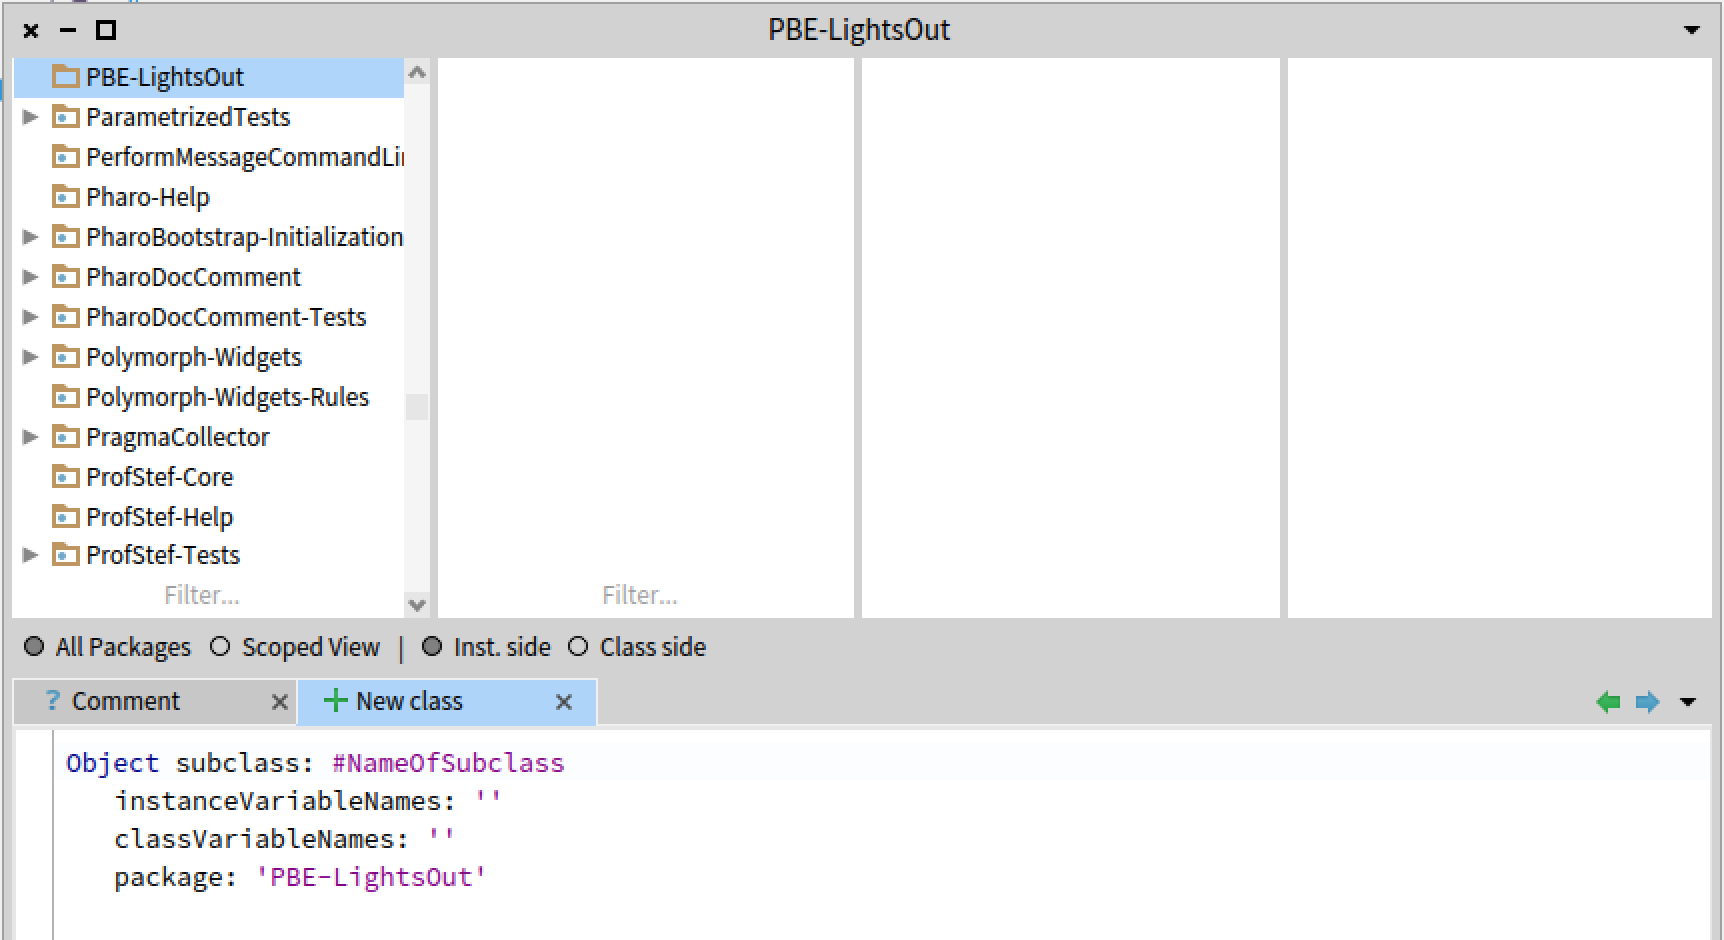 PBE-LightsOut
PBE-LightsOut
ParametrizedTests
PerformMessageCommandLi
Pharo-Help
PharoBootstrap-Initialization
PharoDocComment
PharoDocComment-Tests
Polymorph-Widgets
Polymorph-Widgets-Rules
PragmaCollector
ProfStef-Core
ProfStef-Help
ProfStef-Tests
Filter... Filter...
All Packages Scoped View | Inst. side Class side
? Comment New class
Object subclass: #NameOfSubclass
instanceVariableNames: ''
classVariableNames: ''
package: 'PBE-LightsOut'